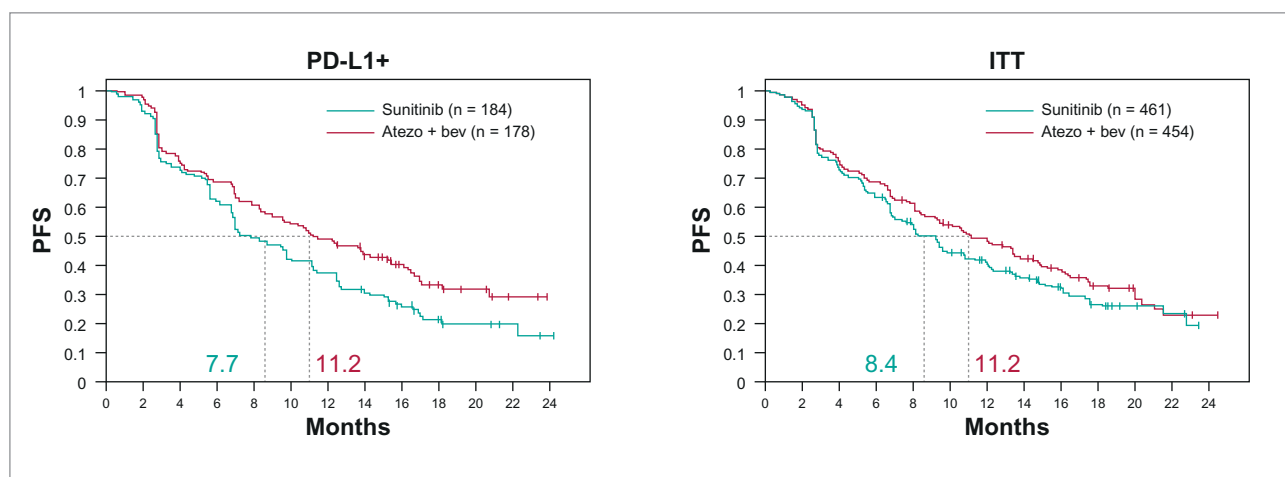 PD-L1+
PFS
1
0.9
0.8
0.7
0.6
0.5
0.4
0.3
0.2
0.1
0
Sunitinib (n = 184)
Atezo + bev (n = 178)
7.7
11.2
0 2 4 6 8 10 12 14 16 18 20 22 24
Months
ITT
PFS
1
0.9
0.8
0.7
0.6
0.5
0.4
0.3
0.2
0.1
0
Sunitinib (n = 461)
Atezo + bev (n = 454)
8.4
11.2
0 2 4 6 8 10 12 14 16 18 20 22 24
Months